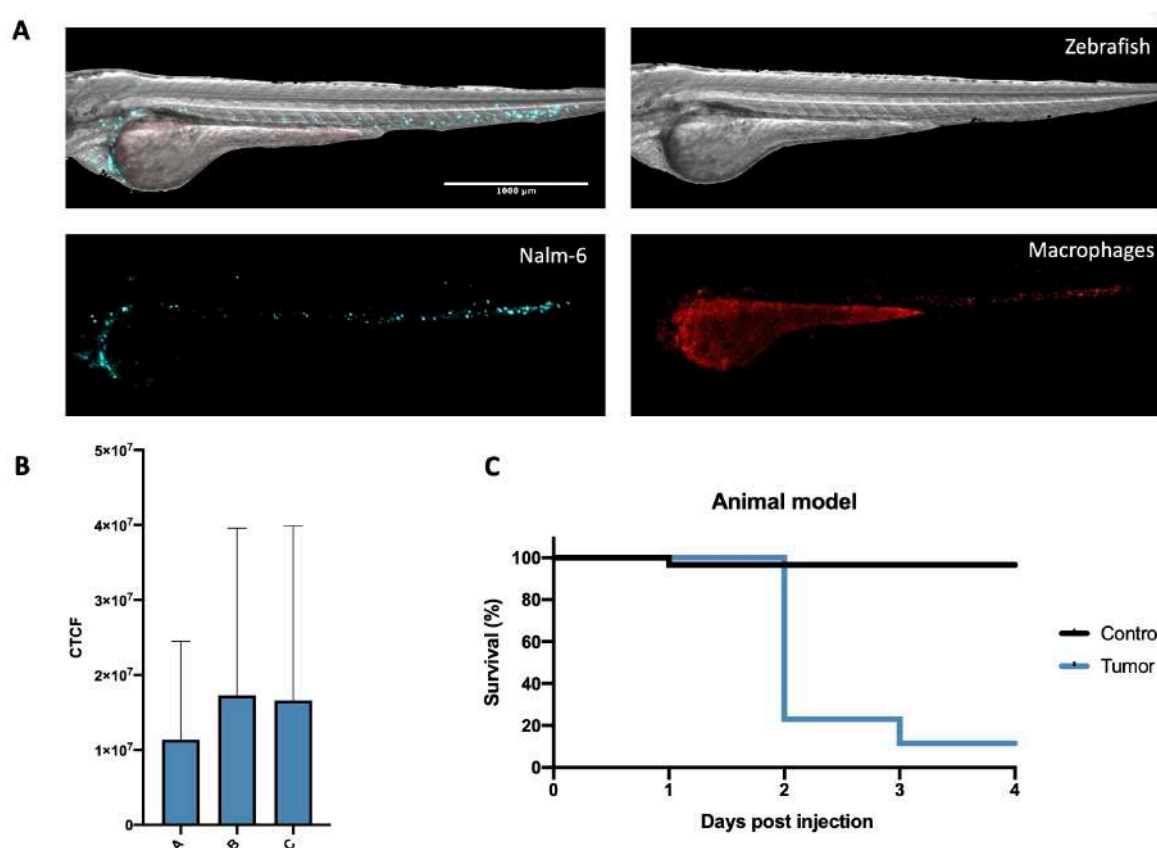 A
Zebrafish
1000 µm
Nalm-6
Macrophages
B
5×10⁷
4×10⁷
3×10⁷
2×10⁷
1×10⁷
0
CTCF
A
B
C
C
Animal model
100
80
60
40
20
0
Survival (%)
0 1 2 3 4
Days post injection
Contro
Tumor